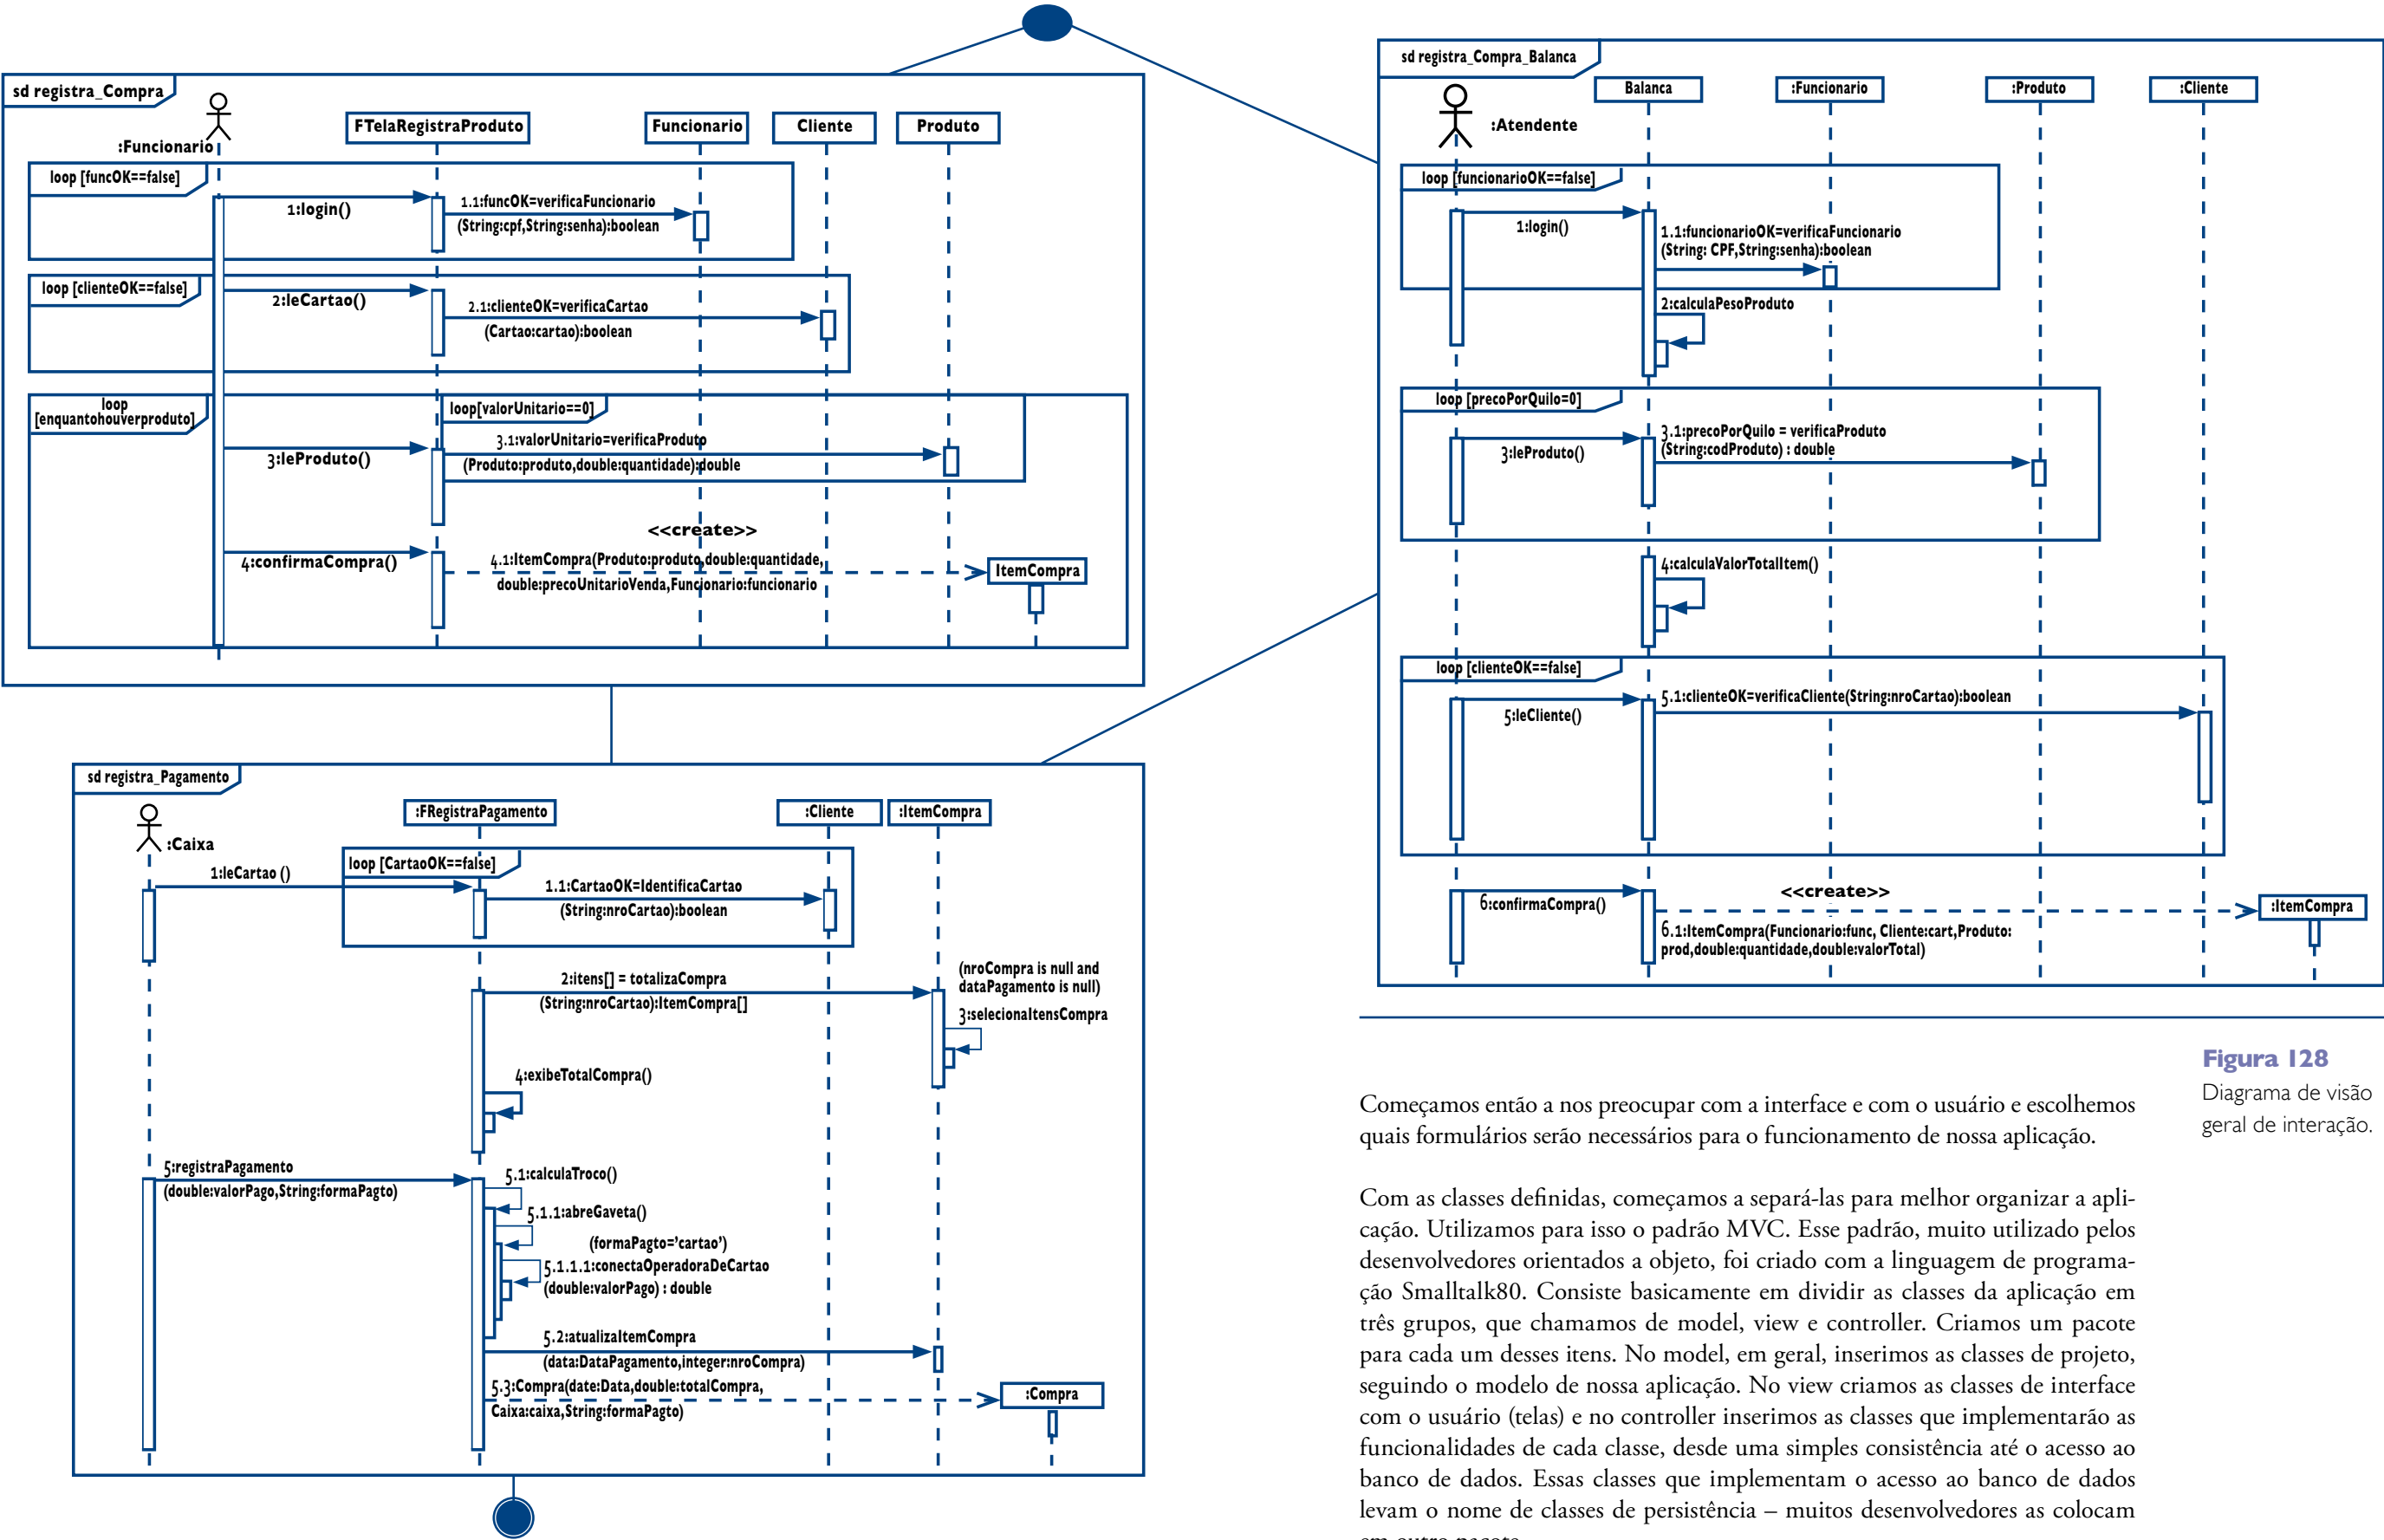 sd registra_Compra
:Funcionario
FTelaRegistraProduto
Funcionario
Cliente
Produto
loop [funcOK==false]
1:login()
1.1:funcOK=verificaFuncionario
(String:cpf,String:senha):boolean
loop [clienteOK==false]
2:leCartao()
2.1:clienteOK=verificaCartao
(Cartao:cartao):boolean
loop
[enquantohouverproduto]
loop[valorUnitario==0]
3:leProduto()
3.1:valorUnitario=verificaProduto
(Produto:produto,double:quantidade):double
<<create>>
4:confirmaCompra()
4.1:ItemCompra(Produto:produto,double:quantidade,
double:precoUnitarioVenda,Funcionario:funcionario
ItemCompra
sd registra_Pagamento
:Caixa
:FRegistraPagamento
:Cliente
:ItemCompra
loop [CartaoOK==false]
1:leCartao ()
1.1:CartaoOK=IdentificaCartao
(String:nroCartao):boolean
2:itens[] = totalizaCompra
(String:nroCartao):ItemCompra[]
(nroCompra is null and
dataPagamento is null)
3:selecionaItensCompra
4:exibeTotalCompra()
5:registraPagamento
(double:valorPago,String:formaPagto)
5.1:calculaTroco()
5.1.1:abreGaveta()
(formaPagto='cartao')
5.1.1.1:conectaOperadoraDeCartao
(double:valorPago) : double
5.2:atualizaItemCompra
(data:DataPagamento,integer:nroCompra)
5.3:Compra(date:Data,double:totalCompra,
Caixa:caixa,String:formaPagto)
:Compra
sd registra_Compra_Balanca
:Atendente
Balanca
:Funcionario
:Produto
:Cliente
loop [funcionarioOK==false]
1:login()
1.1:funcionarioOK=verificaFuncionario
(String: CPF,String:senha):boolean
2:calculaPesoProduto
loop [precoPorQuilo=0]
3:leProduto()
3.1:precoPorQuilo = verificaProduto
(String:codProduto) : double
4:calculaValorTotalItem()
loop [clienteOK==false]
5:leCliente()
5.1:clienteOK=verificaCliente(String:nroCartao):boolean
6:confirmaCompra()
<<create>>
6.1:ItemCompra(Funcionario:func, Cliente:cart,Produto:
prod,double:quantidade,double:valorTotal)
:ItemCompra
Figura 128
Diagrama de visão
geral de interação.
Começamos então a nos preocupar com a interface e com o usuário e escolhemos
quais formulários serão necessários para o funcionamento de nossa aplicação.
Com as classes definidas, começamos a separá-las para melhor organizar a apli-
cação. Utilizamos para isso o padrão MVC. Esse padrão, muito utilizado pelos
desenvolvedores orientados a objeto, foi criado com a linguagem de programa-
ção Smalltalk80. Consiste basicamente em dividir as classes da aplicação em
três grupos, que chamamos de model, view e controller. Criamos um pacote
para cada um desses itens. No model, em geral, inserimos as classes de projeto,
seguindo o modelo de nossa aplicação. No view criamos as classes de interface
com o usuário (telas) e no controller inserimos as classes que implementarão as
funcionalidades de cada classe, desde uma simples consistência até o acesso ao
banco de dados. Essas classes que implementam o acesso ao banco de dados
levam o nome de classes de persistência – muitos desenvolvedores as colocam